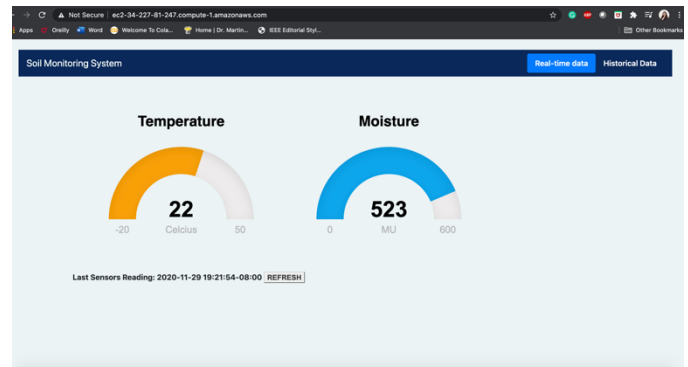 Not Secure ec2-34-227-81-247.compute-1.amazonaws.com
Apps Oreilly Word Welcome To Cola... Home | Dr. Martin... IEEE Editorial Styl... Other Bookmarks
Soil Monitoring System Real-time data Historical Data
Temperature Moisture
22 523
-20 Celcius 50 0 MU 600
Last Sensors Reading: 2020-11-29 19:21:54-08:00 REFRESH